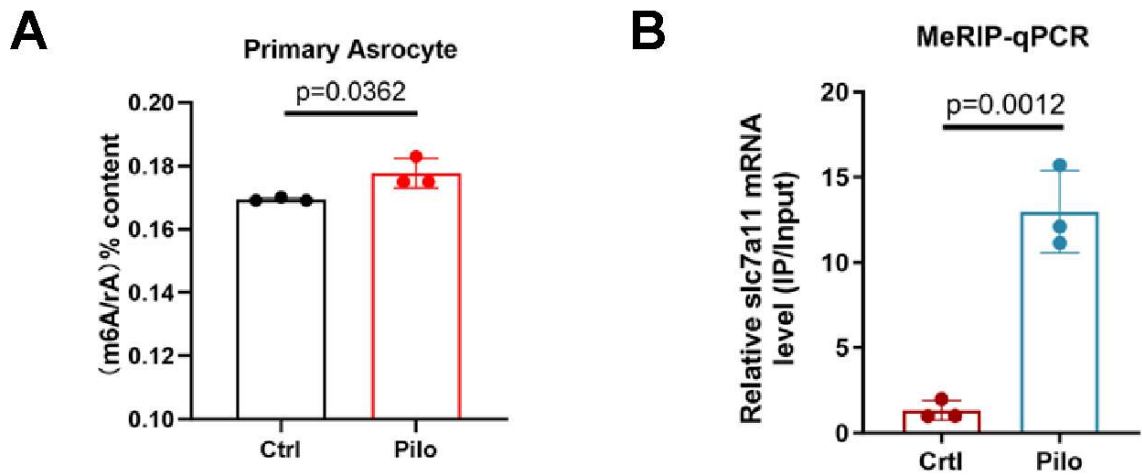 A
Primary Asrocyte
p=0.0362
(m6A/rA)% content
0.20
0.18
0.16
0.14
0.12
0.10
Ctrl
Pilo
B
MeRIP-qPCR
p=0.0012
Relative slc7a11 mRNA
level (IP/Input)
20
15
10
5
0
Crtl
Pilo